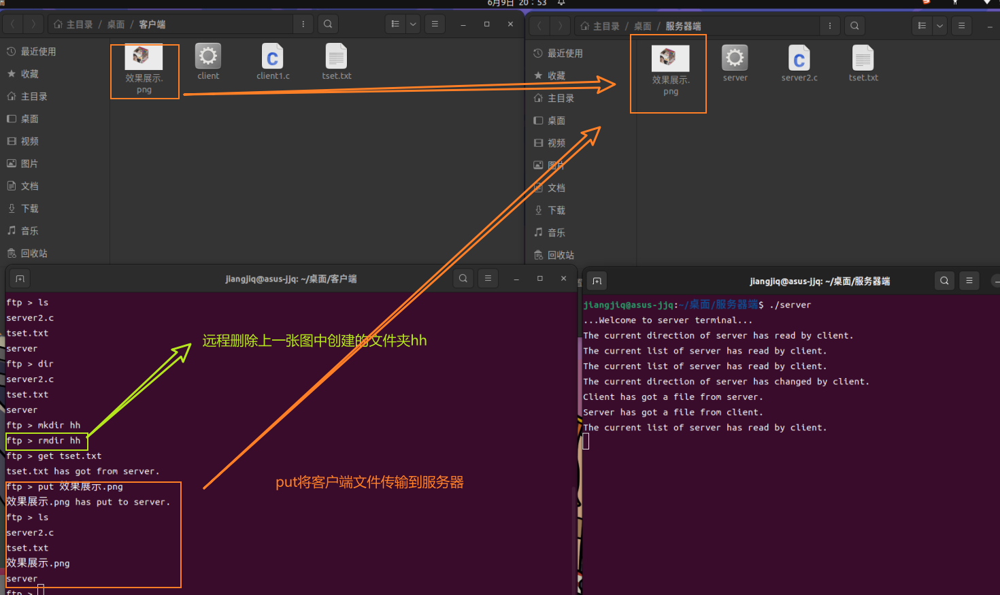 6月9日 20：53
主目录 / 桌面 / 客户端
最近使用
收藏
主目录
桌面
视频
图片
文档
下载
音乐
回收站
效果展示.
png
client
client1.c
tset.txt
主目录 / 桌面 / 服务器端
最近使用
收藏
主目录
桌面
视频
图片
文档
下载
音乐
回收站
效果展示.
png
server
server2.c
tset.txt
jiangjiq@asus-jjq: ~/桌面/客户端
ftp > ls
server2.c
tset.txt
server
ftp > dir
server2.c
tset.txt
server
ftp > mkdir hh
ftp > rmdir hh
ftp > get tset.txt
tset.txt has got from server.
ftp > put 效果展示.png
效果展示.png has put to server.
ftp > ls
server2.c
tset.txt
效果展示.png
server
ftp >
远程删除上一张图中创建的文件夹hh
put将客户端文件传输到服务器
jiangjiq@asus-jjq: ~/桌面/服务器端
jiangjiq@asus-jjq:~/桌面/服务器端$ ./server
...Welcome to server terminal...
The current direction of server has read by client.
The current list of server has read by client.
The current list of server has read by client.
The current direction of server has changed by client.
Client has got a file from server.
Server has got a file from client.
The current list of server has read by client.